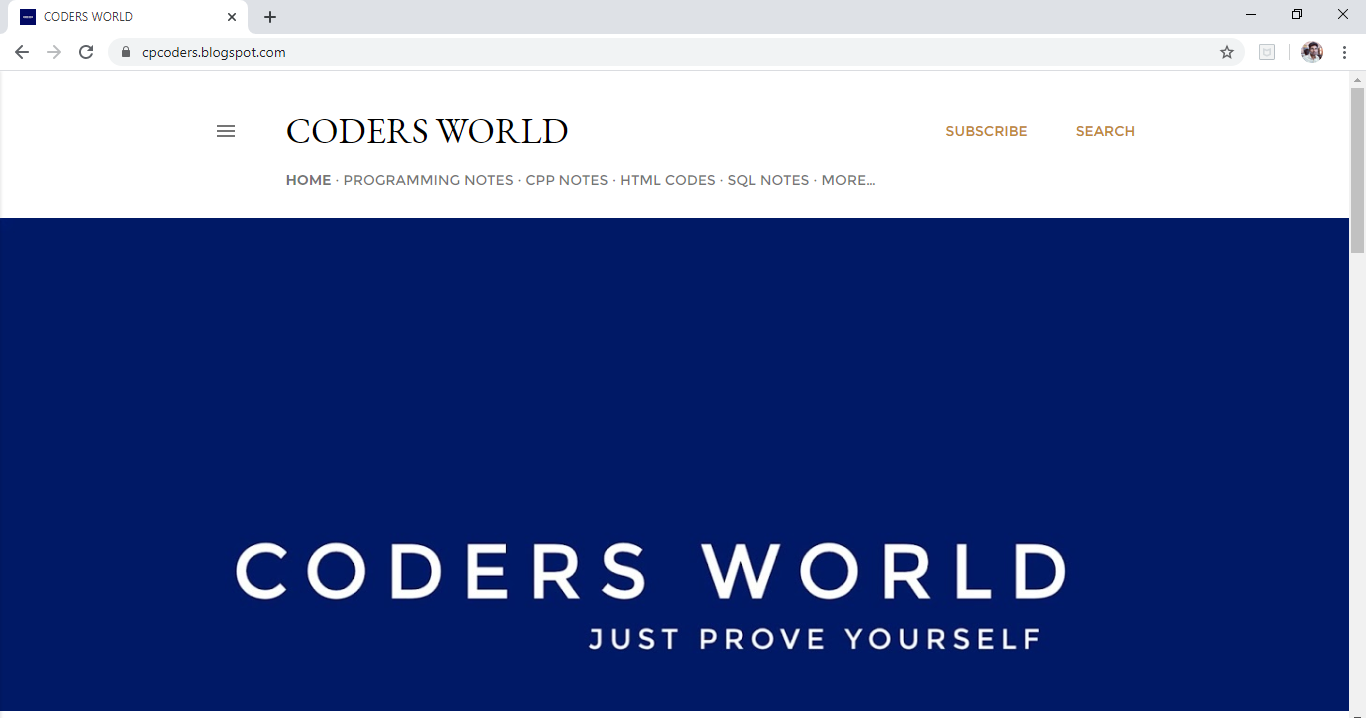 CODERS WORLD
cpcoders.blogspot.com
CODERS WORLD
SUBSCRIBE
SEARCH
HOME · PROGRAMMING NOTES · CPP NOTES · HTML CODES · SQL NOTES · MORE...
CODERS WORLD
JUST PROVE YOURSELF